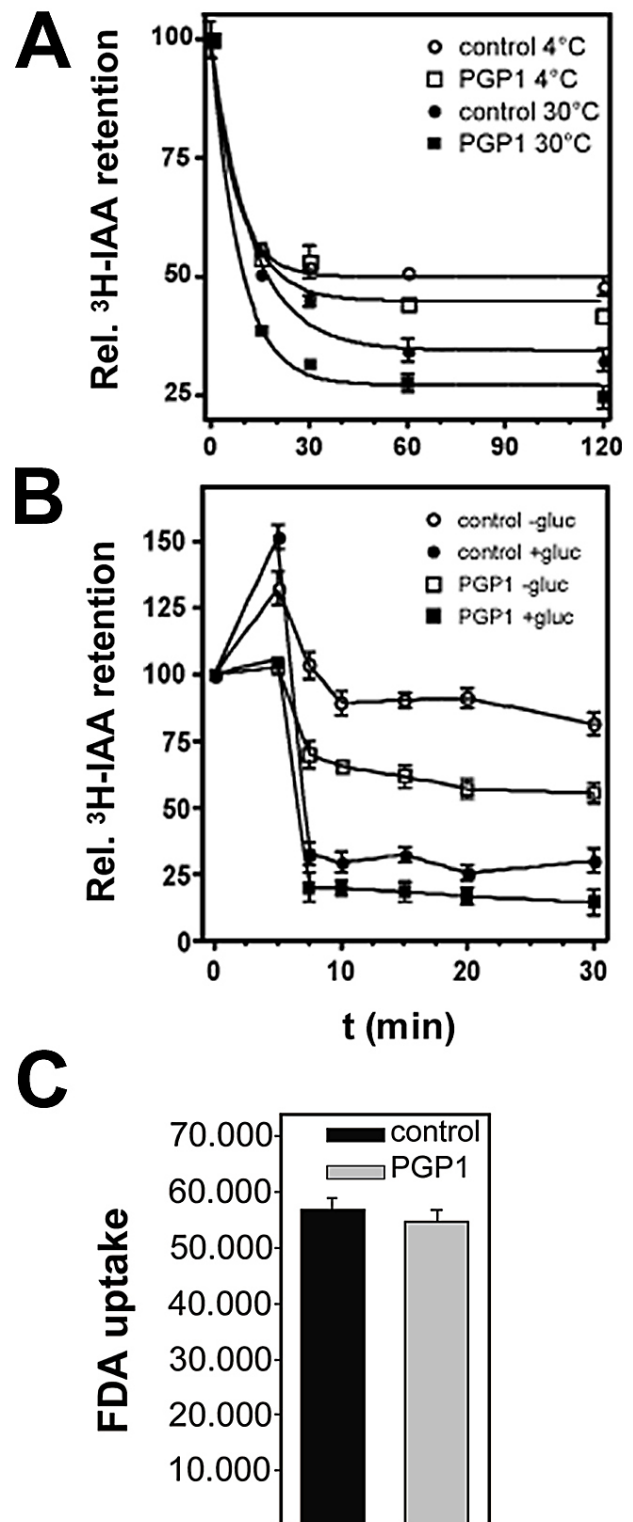 A
Rel. ³H-IAA retention
100
75
50
25
control 4°C
PGP1 4°C
control 30°C
PGP1 30°C
0 30 60 90 120
B
Rel. ³H-IAA retention
150
125
100
75
50
25
0
control -gluc
control +gluc
PGP1 -gluc
PGP1 +gluc
0 10 20 30
t (min)
C
FDA uptake
70.000
60.000
50.000
40.000
30.000
20.000
10.000
control
PGP1